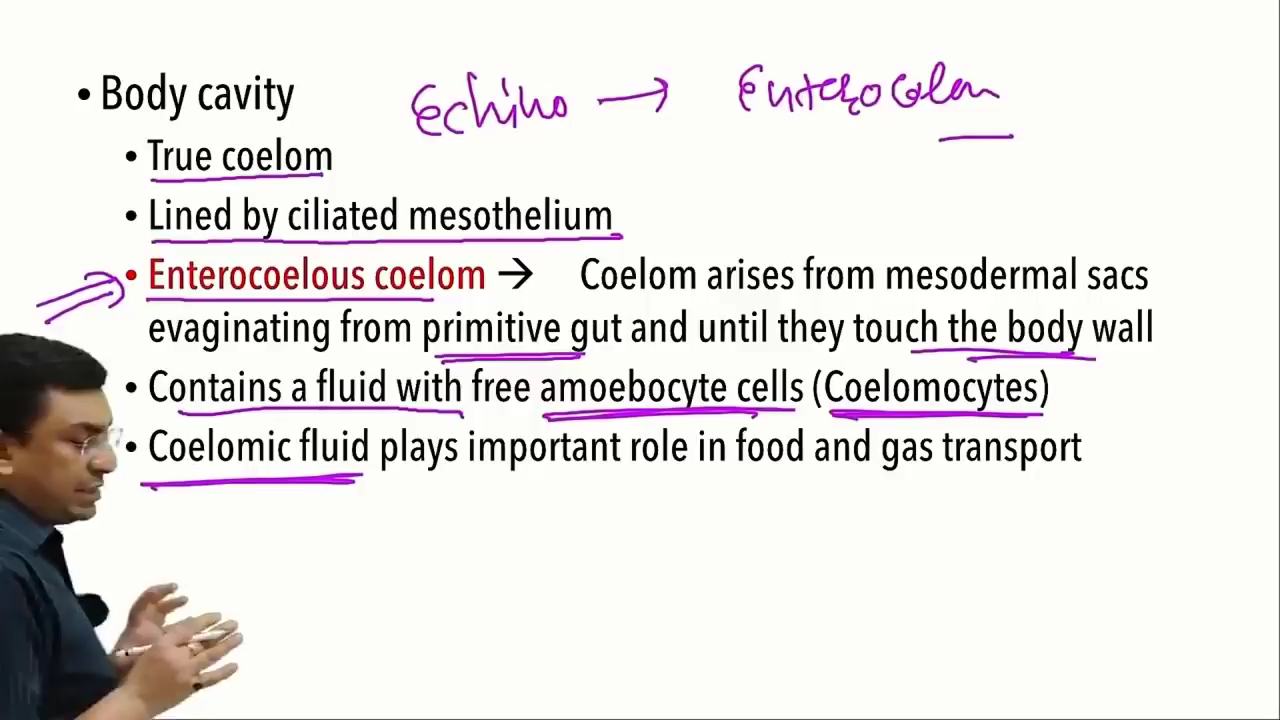 • Body cavity Echino → Enterocolom
• True coelom
• Lined by ciliated mesothelium
• Enterocoelous coelom → Coelom arises from mesodermal sacs
evaginating from primitive gut and until they touch the body wall
• Contains a fluid with free amoebocyte cells (Coelomocytes)
• Coelomic fluid plays important role in food and gas transport